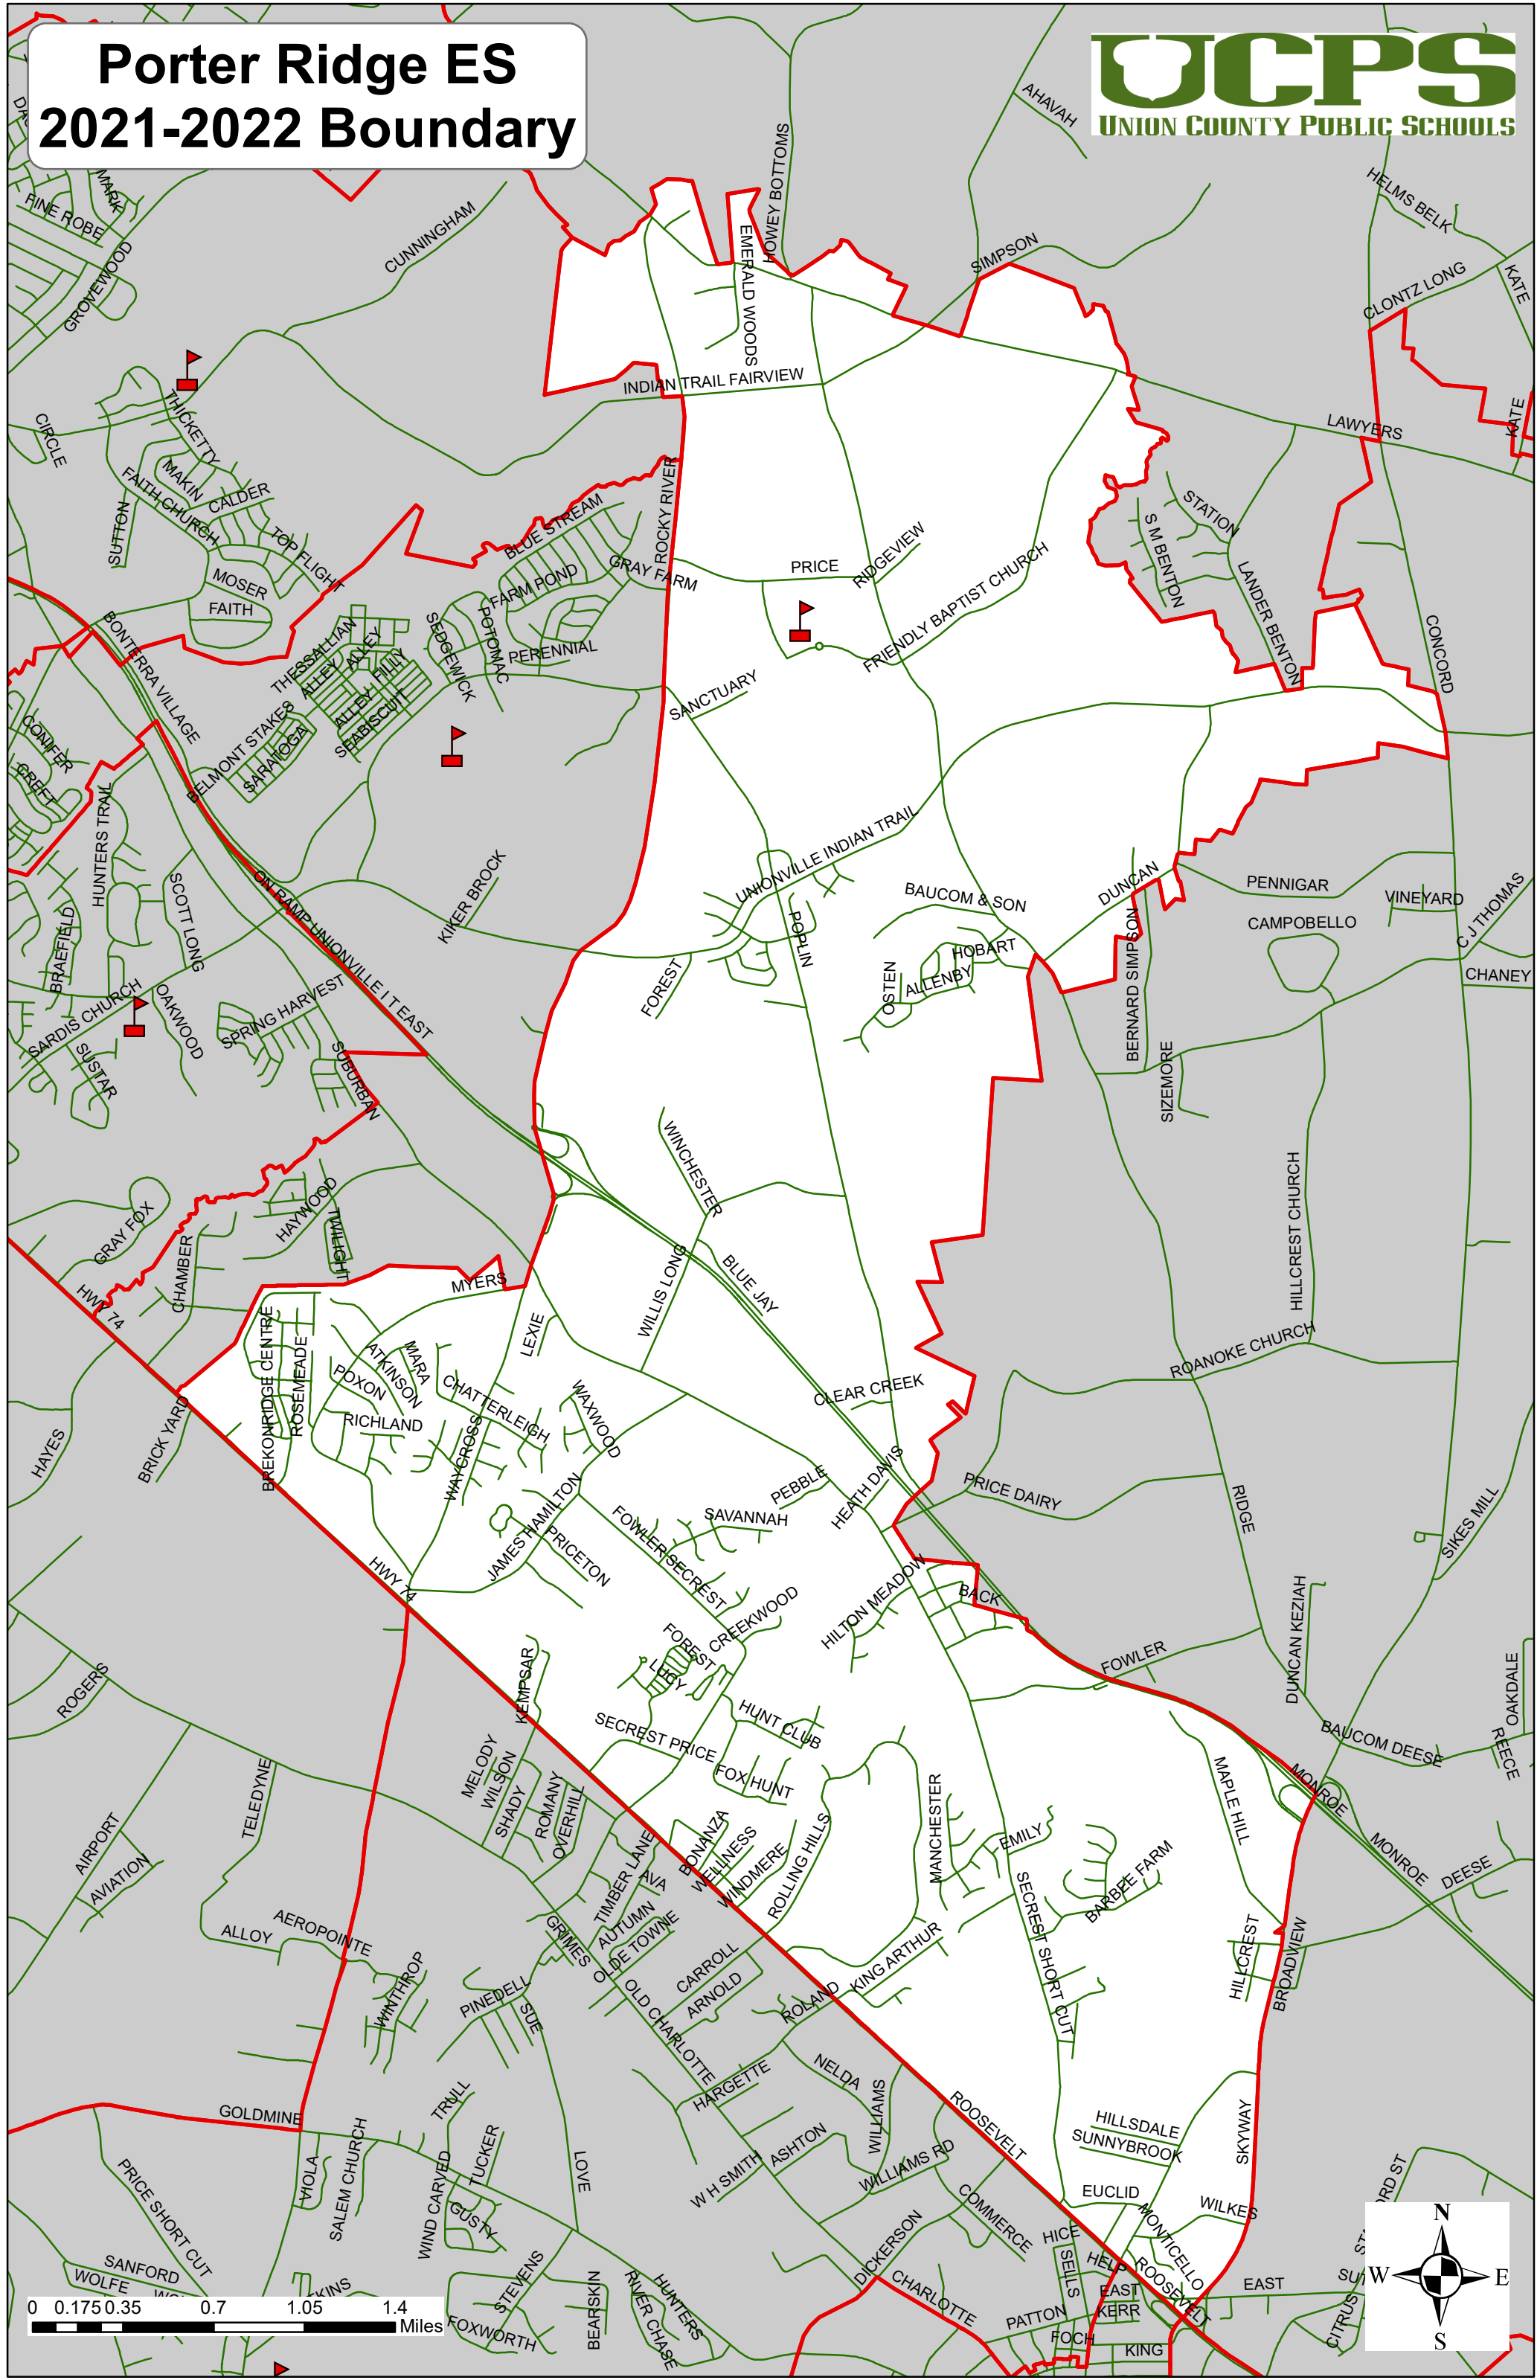 Porter Ridge ES
2021-2022 Boundary
UCPS
UNION COUNTY PUBLIC SCHOOLS
AHAVAH
HOWEY BOTTOMS
MARK
PINE ROBE
GROVEWOOD
CUNNINGHAM
EMERALD WOODS
SIMPSON
HELMS BELK
CLONTZ LONG
KATE
KATE
LAWYERS
INDIAN TRAIL FAIRVIEW
CIRCLE
THICKETTY
MAKIN
CALDER
FAITH CHURCH
SUTTON
TOP FLIGHT
MOSER
FAITH
BLUE STREAM
ROCKY RIVER
GRAY FARM
FARM POND
POTOMAC
SEDGEWICK
PERENNIAL
PRICE
RIDGEVIEW
FRIENDLY BAPTIST CHURCH
STATION
S M BENTON
LANDER BENTON
CONCORD
BONTERRA VILLAGE
THESSALLIAN
ALLEY
ALLEY
ALLEY
FILLY
SEABISCUIT
BELMONT STAKES
SARATOGA
SANCTUARY
CONIFER
CREFT
HUNTERS TRAIL
SCOTT LONG
BRAEFIELD
ON RAMP UNIONVILLE I T EAST
KIKER BROCK
UNIONVILLE INDIAN TRAIL
POPLIN
BAUCOM & SON
HOBART
ALLENBY
OSTEN
FOREST
DUNCAN
PENNIGAR
VINEYARD
C J THOMAS
CAMPOBELLO
CHANEY
BERNARD SIMPSON
SIZEMORE
SARDIS CHURCH
OAKWOOD
SUSTAR
SPRING HARVEST
SUBURBAN
WINCHESTER
GRAY FOX
CHAMBER
HAYWOOD
TWILIGHT
HWY 74
MYERS
WILLIS LONG
BLUE JAY
HILLCREST CHURCH
ROANOKE CHURCH
LEXIE
BREKONRIDGE CENTRE
ROSEMEADE
ATKINSON
MARA
POXON
RICHLAND
CHATTERLEIGH
WAXWOOD
WAYCROSS
CLEAR CREEK
HAYES
BRICK YARD
PEBBLE
HEATH DAVIS
SAVANNAH
PRICE DAIRY
RIDGE
SIKES MILL
JAMES HAMILTON
PRICETON
FOWLER SECREST
HWY 74
HILTON MEADOW
BACK
CREEKWOOD
FOREST
LUCY
KEMPSAR
ROGERS
FOWLER
DUNCAN KEZIAH
OAKDALE
BAUCOM DEESE
REECE
SECREST PRICE
HUNT CLUB
FOX HUNT
MELODY
WILSON
SHADY
ROMANY
OVERHILL
TELEDYNE
AIRPORT
AVIATION
ALLOY
AEROPOINTE
MAPLE HILL
MONROE
MONROE
DEESE
BONANZA
WELLNESS
WINDMERE
ROLLING HILLS
MANCHESTER
EMILY
BARBEE FARM
SECREST SHORT CUT
TIMBER LANE
AVA
AUTUMN
OLDE TOWNE
GRIMES
KING ARTHUR
HILLCREST
BROADVIEW
CARROLL
ARNOLD
ROLAND
OLD CHARLOTTE
WINTHROP
PINEDELL
SUE
NELDA
HARGETTE
WILLIAMS
ROOSEVELT
HILLSDALE
SUNNYBROOK
SKYWAY
GOLDMINE
TRULL
TUCKER
LOVE
W H SMITH
ASHTON
WILLIAMS RD
EUCLID
WILKES
MONTICELLO
PRICE SHORT CUT
VIOLA
SALEM CHURCH
WIND CARVED
GUSTY
COMMERCE
DICKERSON
HICE
SELLS
HELP
ROOSEVELT
EAST
EAST
KERR
PATTON
FOCH
KING
CHARLOTTE
SANFORD
WOLFE
STEVENS
FOXWORTH
BEARSKIN
HUNTERS
RIVER CHASE
CITRUS
N
W
E
S
0 0.175 0.35 0.7 1.05 1.4
Miles